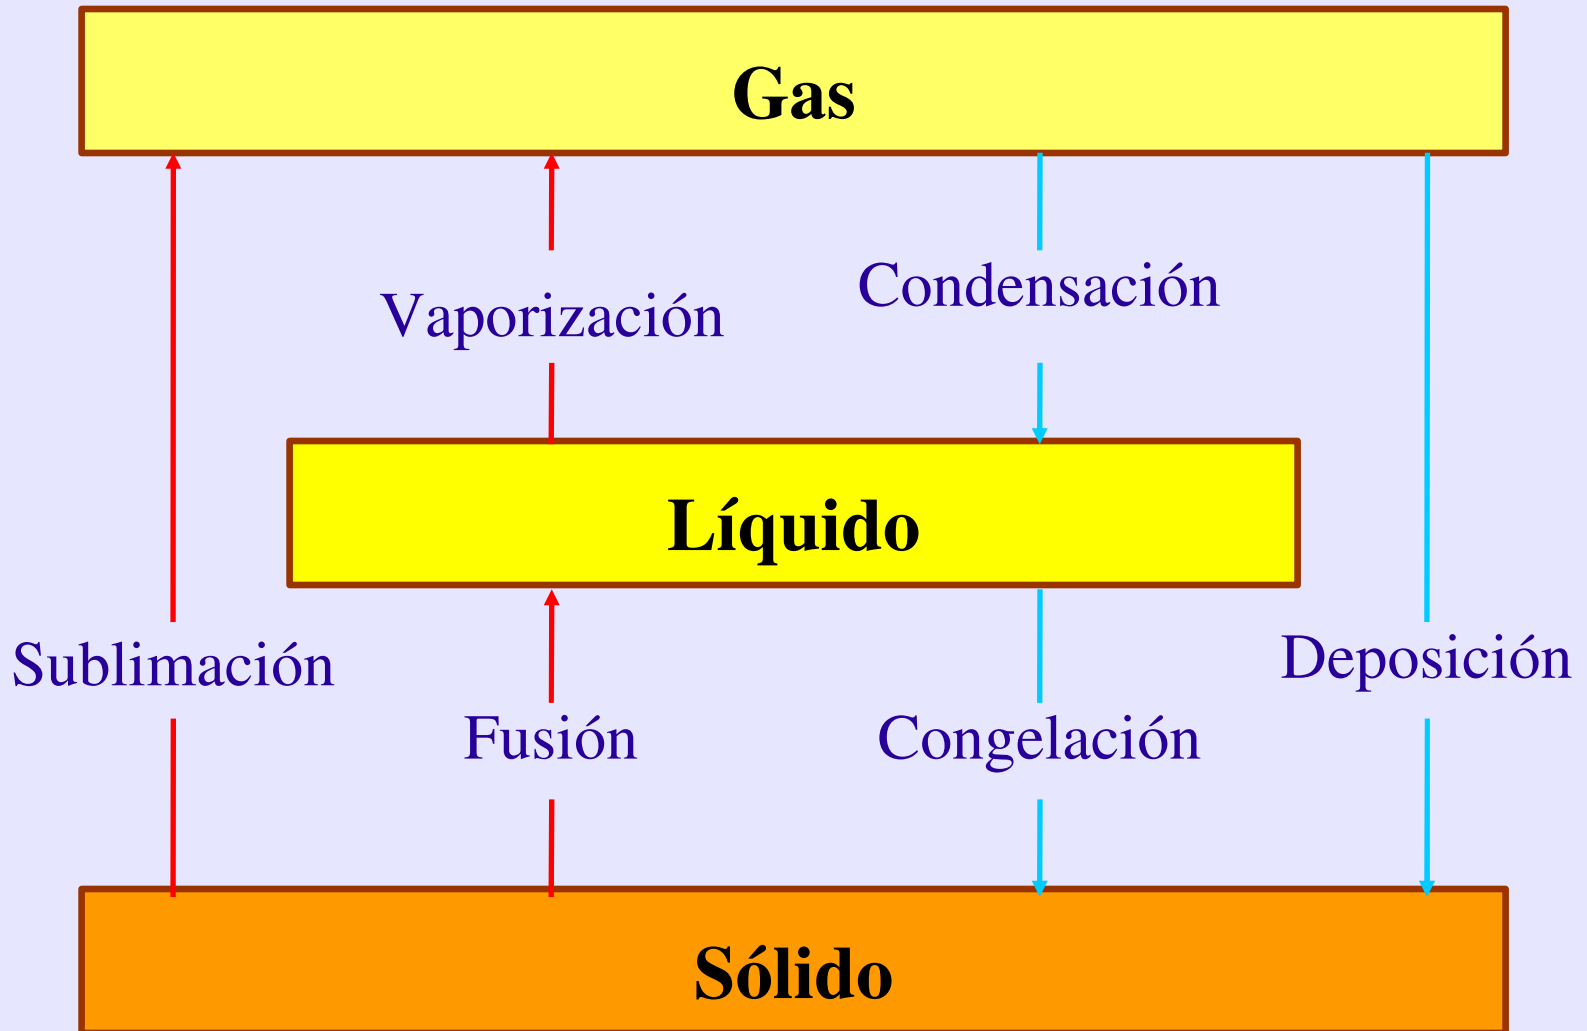 Gas
Condensación
Vaporización
Líquido
Deposición
Sublimación
Fusión
Congelación
Sólido